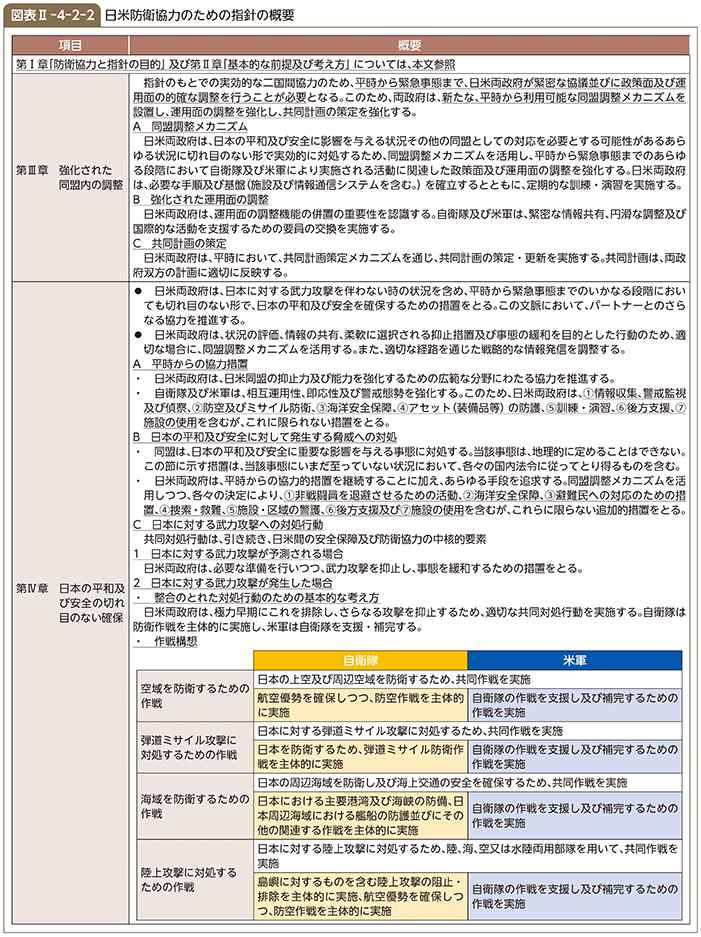 図表Ⅱ-4-2-2 日米防衛協力のための指針の概要
項目 概要
第Ⅰ章「防衛協力と指針の目的」及び第Ⅱ章「基本的な前提及び考え方」については、本文参照
第Ⅲ章 強化された
同盟内の調整
指針のもとでの実効的な二国間協力のため、平時から緊急事態まで、日米両政府が緊密な協議並びに政策面及び運
用面の的確な調整を行うことが必要となる。このため、両政府は、新たな、平時から利用可能な同盟調整メカニズムを
設置し、運用面の調整を強化し、共同計画の策定を強化する。
A 同盟調整メカニズム
日米両政府は、日本の平和及び安全に影響を与える状況その他の同盟としての対応を必要とする可能性があるあら
ゆる状況に切れ目のない形で実効的に対処するため、同盟調整メカニズムを活用し、平時から緊急事態までのあらゆ
る段階において自衛隊及び米軍により実施される活動に関連した政策面及び運用面の調整を強化する。日米両政府
は、必要な手順及び基盤(施設及び情報通信システムを含む。)を確立するとともに、定期的な訓練・演習を実施する。
B 強化された運用面の調整
日米両政府は、運用面の調整機能の併置の重要性を認識する。自衛隊及び米軍は、緊密な情報共有、円滑な調整及び
国際的な活動を支援するための要員の交換を実施する。
C 共同計画の策定
日米両政府は、平時において、共同計画策定メカニズムを通じ、共同計画の策定・更新を実施する。共同計画は、両政
府双方の計画に適切に反映する。
第Ⅳ章 日本の平和及
び安全の切れ
目のない確保
● 日米両政府は、日本に対する武力攻撃を伴わない時の状況を含め、平時から緊急事態までのいかなる段階におい
ても切れ目のない形で、日本の平和及び安全を確保するための措置をとる。この文脈において、パートナーとのさら
なる協力を推進する。
● 日米両政府は、状況の評価、情報の共有、柔軟に選択される抑止措置及び事態の緩和を目的とした行動のため、適
切な場合に、同盟調整メカニズムを活用する。また、適切な経路を通じた戦略的な情報発信を調整する。
A 平時からの協力措置
・ 日米両政府は、日米同盟の抑止力及び能力を強化するための広範な分野にわたる協力を推進する。
・ 自衛隊及び米軍は、相互運用性、即応性及び警戒態勢を強化する。このため、日米両政府は、①情報収集、警戒監視
及び偵察、②防空及びミサイル防衛、③海洋安全保障、④アセット(装備品等)の防護、⑤訓練・演習、⑥後方支援、⑦
施設の使用を含むが、これに限られない措置をとる。
B 日本の平和及び安全に対して発生する脅威への対処
・ 同盟は、日本の平和及び安全に重要な影響を与える事態に対処する。当該事態は、地理的に定めることはできない。
この節に示す措置は、当該事態にいまだ至っていない状況において、各々の国内法令に従ってとり得るものを含む。
・ 日米両政府は、平時からの協力的措置を継続することに加え、あらゆる手段を追求する。同盟調整メカニズムを活
用しつつ、各々の決定により、①非戦闘員を退避させるための活動、②海洋安全保障、③避難民への対応のための措
置、④捜索・救難、⑤施設・区域の警護、⑥後方支援及び⑦施設の使用を含むが、これらに限らない追加的措置をとる。
C 日本に対する武力攻撃への対処行動
共同対処行動は、引き続き、日米間の安全保障及び防衛協力の中核的要素
1 日本に対する武力攻撃が予測される場合
日米両政府は、必要な準備を行いつつ、武力攻撃を抑止し、事態を緩和するための措置をとる。
2 日本に対する武力攻撃が発生した場合
・ 整合のとれた対処行動のための基本的な考え方
日米両政府は、極力早期にこれを排除し、さらなる攻撃を抑止するため、適切な共同対処行動を実施する。自衛隊は
防衛作戦を主体的に実施し、米軍は自衛隊を支援・補完する。
・ 作戦構想
自衛隊 米軍
空域を防衛するための
作戦
日本の上空及び周辺空域を防衛するため、共同作戦を実施
航空優勢を確保しつつ、防空作戦を主体的
に実施
自衛隊の作戦を支援し及び補完するための
作戦を実施
弾道ミサイル攻撃に
対処するための作戦
日本に対する弾道ミサイル攻撃に対処するため、共同作戦を実施
日本を防衛するため、弾道ミサイル防衛作
戦を主体的に実施
自衛隊の作戦を支援し及び補完するための
作戦を実施
海域を防衛するための
作戦
日本の周辺海域を防衛し及び海上交通の安全を確保するため、共同作戦を実施
日本における主要港湾及び海峡の防備、日
本周辺海域における艦船の防護並びにその
他の関連する作戦を主体的に実施
自衛隊の作戦を支援し及び補完するための
作戦を実施
陸上攻撃に対処する
ための作戦
日本に対する陸上攻撃に対処するため、陸、海、空又は水陸両用部隊を用いて、共同作戦を
実施
島嶼に対するものを含む陸上攻撃の阻止・
排除を主体的に実施、航空優勢を確保しつ
つ、防空作戦を主体的に実施
自衛隊の作戦を支援し及び補完するための
作戦を実施